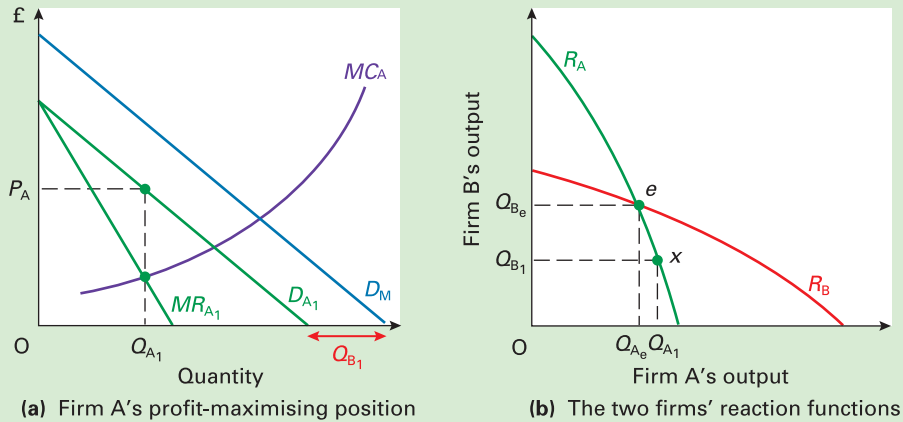 £
MCA
PA
DA1
DM
MRA1
O
QA1
QB1
Quantity
(a) Firm A's profit-maximising position
RA
Firm B's output
e
QBe
QB1
x
RB
O
QAe QA1
Firm A's output
(b) The two firms' reaction functions